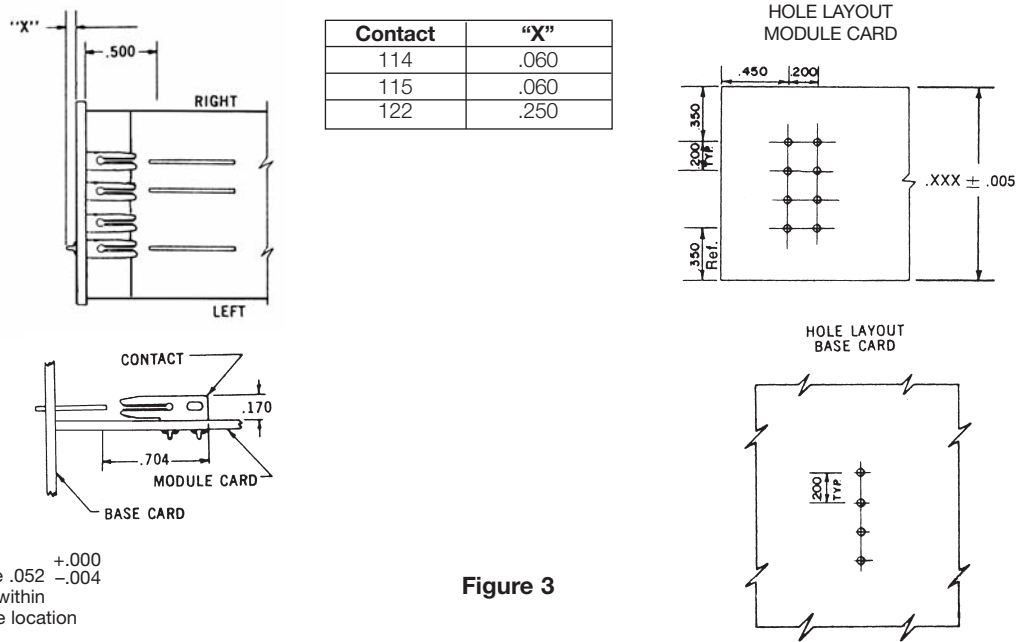 "X"
.500
RIGHT
LEFT
Contact "X"
114 .060
115 .060
122 .250
HOLE LAYOUT
MODULE CARD
.450 .200
.350
.200
TYP.
.350
Ref.
.XXX ± .005
CONTACT
.170
.704
MODULE CARD
BASE CARD
HOLE LAYOUT
BASE CARD
.200
TYP.
+.000
.052 –.004
within
location
Figure 3